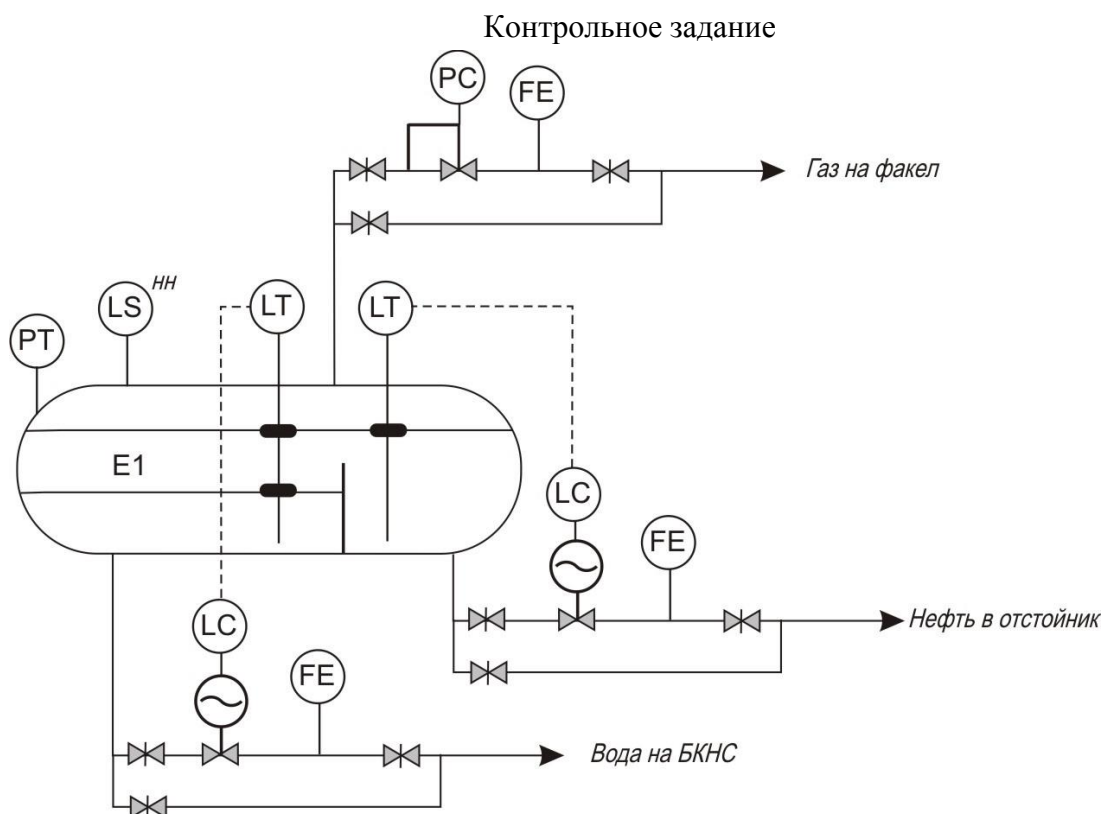 Контрольное задание
PC
FE
Газ на факел
LS
нн
LT
LT
PT
E1
LC
FE
Нефть в отстойник
LC
FE
Вода на БКНС